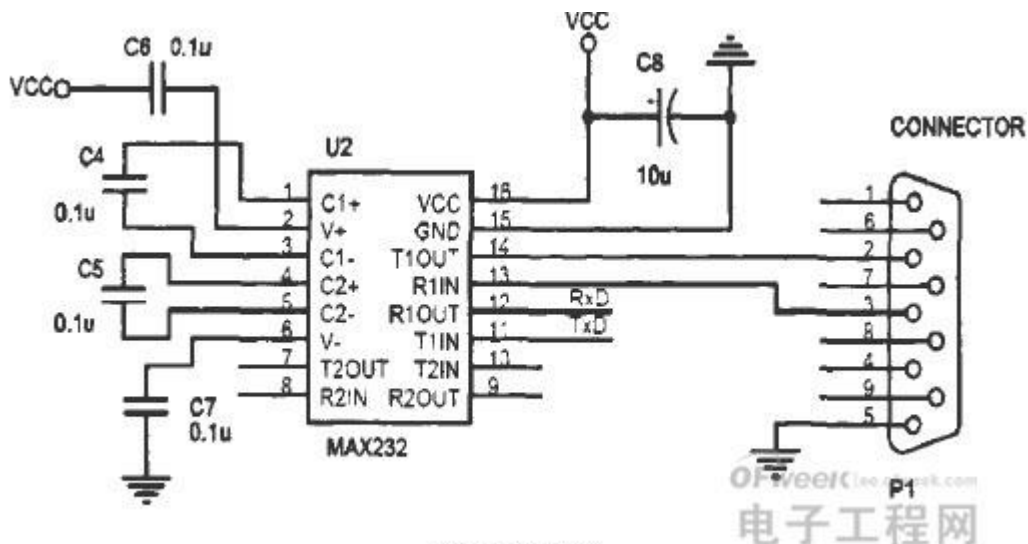 VCC
C6 0.1u
VCC
C8
10u
CONNECTOR
C4
0.1u
C5
0.1u
C7
0.1u
U2
1 C1+ VCC 16
2 V+ GND 15
3 C1- T1OUT 14
4 C2+ R1IN 13
5 C2- R1OUT 12 RxD
6 V- T1IN 11 TxD
7 T2OUT T2IN 10
8 R2IN R2OUT 9
MAX232
1
6
2
7
3
8
4
9
5
P1
OFweek
电子工程网